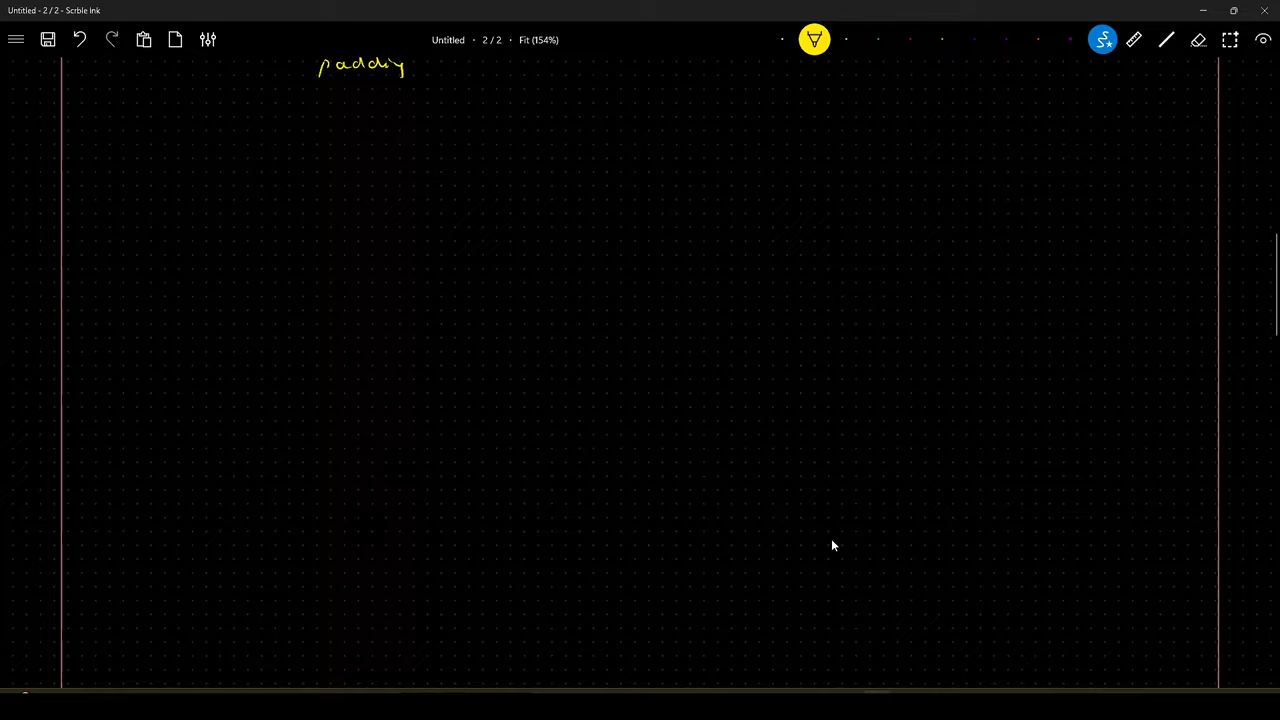 Untitled - 2 / 2 - Scrble Ink
Untitled • 2 / 2 • Fit (154%)
padding